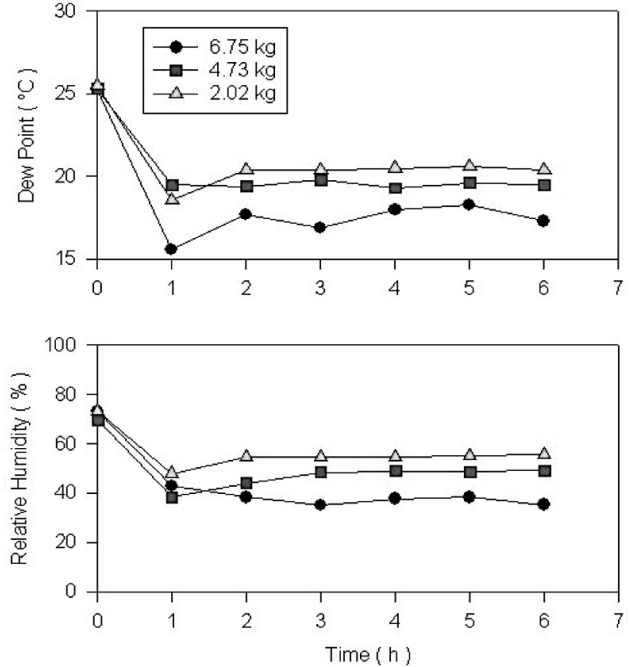 30
25
20
15
Dew Point ( °C )
6.75 kg
4.73 kg
2.02 kg
0 1 2 3 4 5 6 7
100
80
60
40
20
0
Relative Humidity ( % )
0 1 2 3 4 5 6 7
Time ( h )